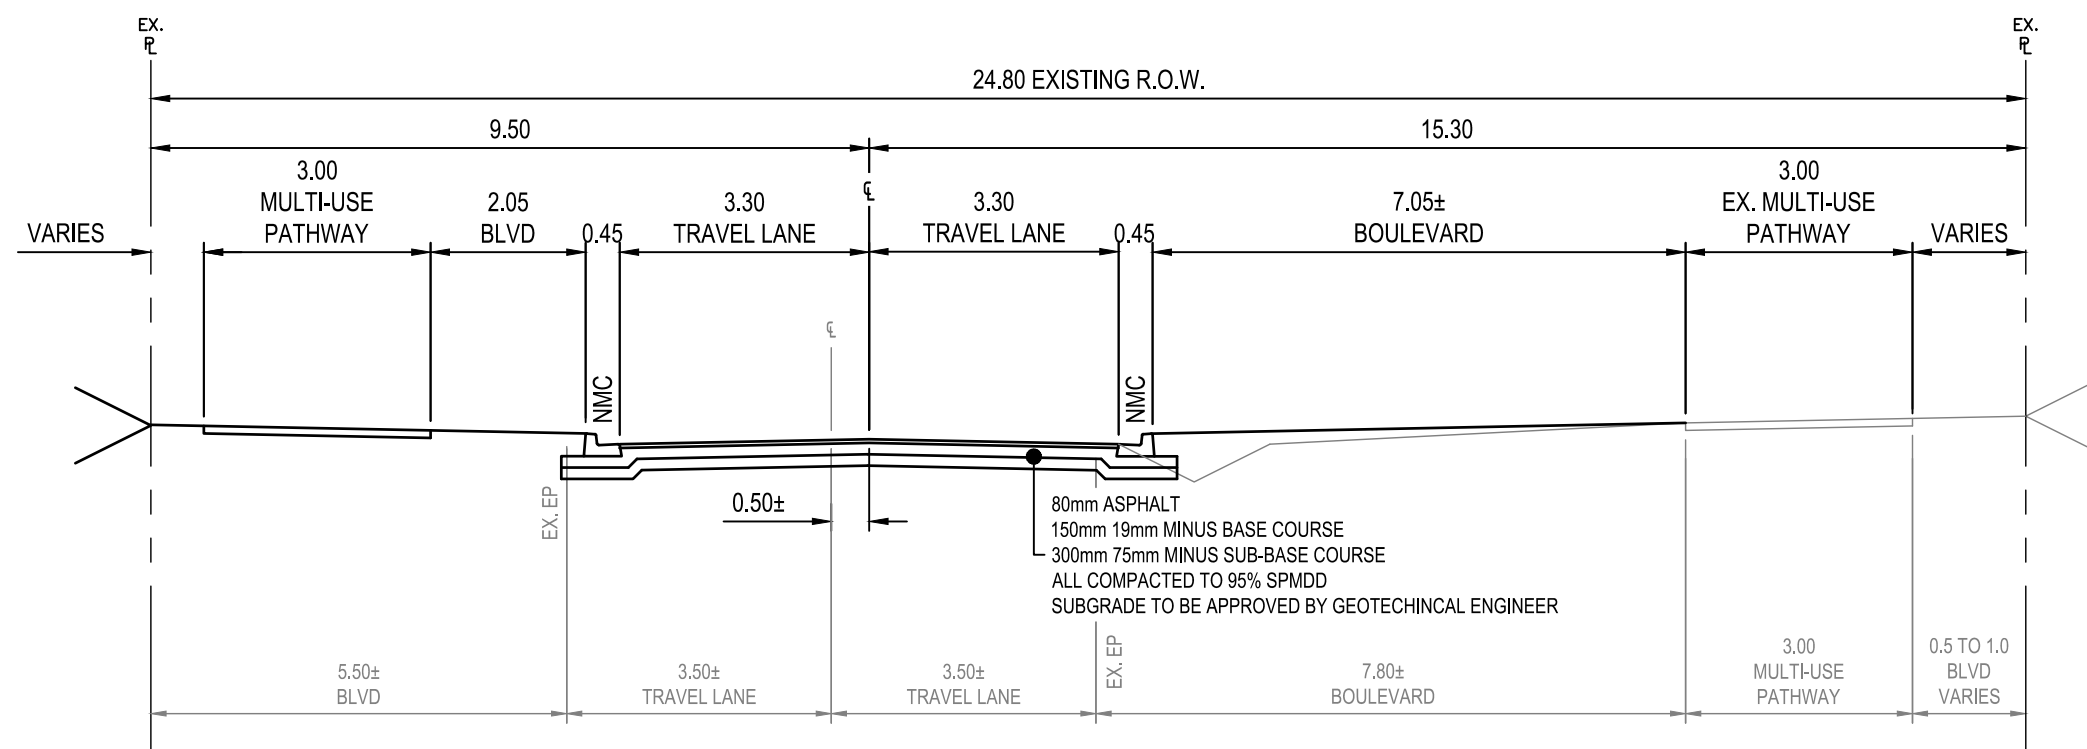 EX.
℄
EX.
℄
24.80 EXISTING R.O.W.
9.50
15.30
VARIES
3.00
MULTI-USE
PATHWAY
2.05
BLVD
0.45
3.30
TRAVEL LANE
℄
3.30
TRAVEL LANE
0.45
7.05±
BOULEVARD
3.00
EX. MULTI-USE
PATHWAY
VARIES
℄
NMC
NMC
0.50±
EX. EP
80mm ASPHALT
150mm 19mm MINUS BASE COURSE
300mm 75mm MINUS SUB-BASE COURSE
ALL COMPACTED TO 95% SPMDD
SUBGRADE TO BE APPROVED BY GEOTECHINCAL ENGINEER
EX. EP
5.50±
BLVD
3.50±
TRAVEL LANE
3.50±
TRAVEL LANE
7.80±
BOULEVARD
3.00
MULTI-USE
PATHWAY
0.5 TO 1.0
BLVD
VARIES